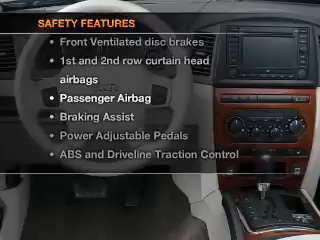 SAFETY FEATURES
• Front Ventilated disc brakes
• 1st and 2nd row curtain head
airbags
• Passenger Airbag
• Braking Assist
• Power Adjustable Pedals
• ABS and Driveline Traction Control